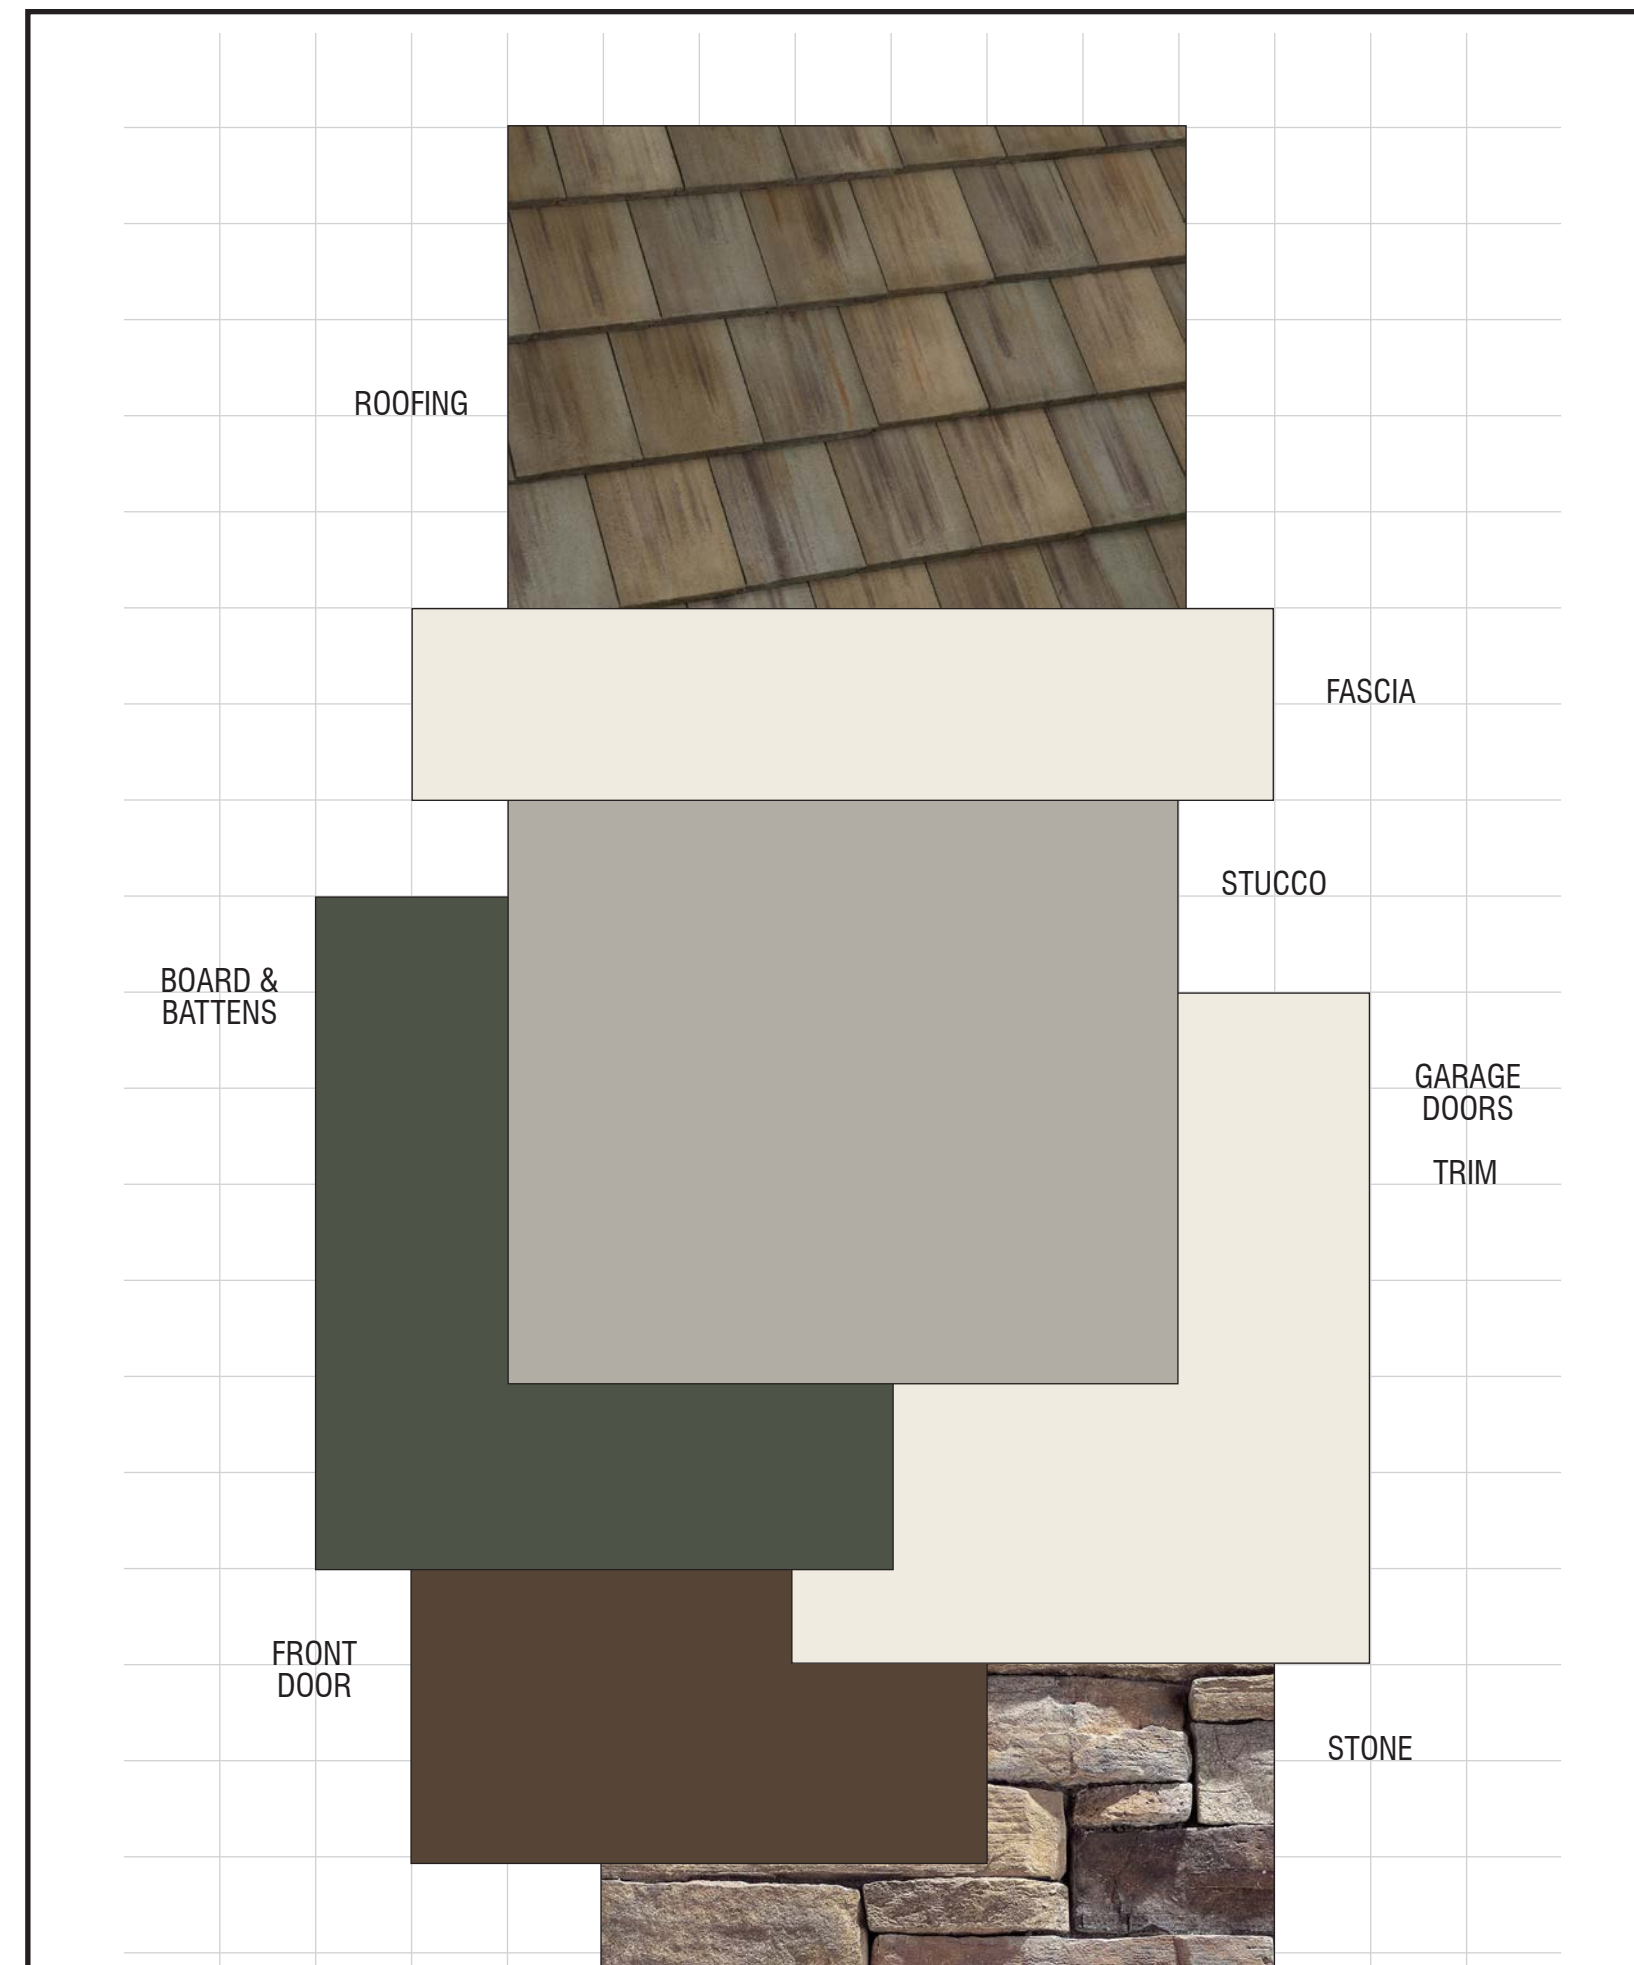 ROOFING
FASCIA
STUCCO
BOARD &
BATTENS
GARAGE
DOORS
TRIM
FRONT
DOOR
STONE